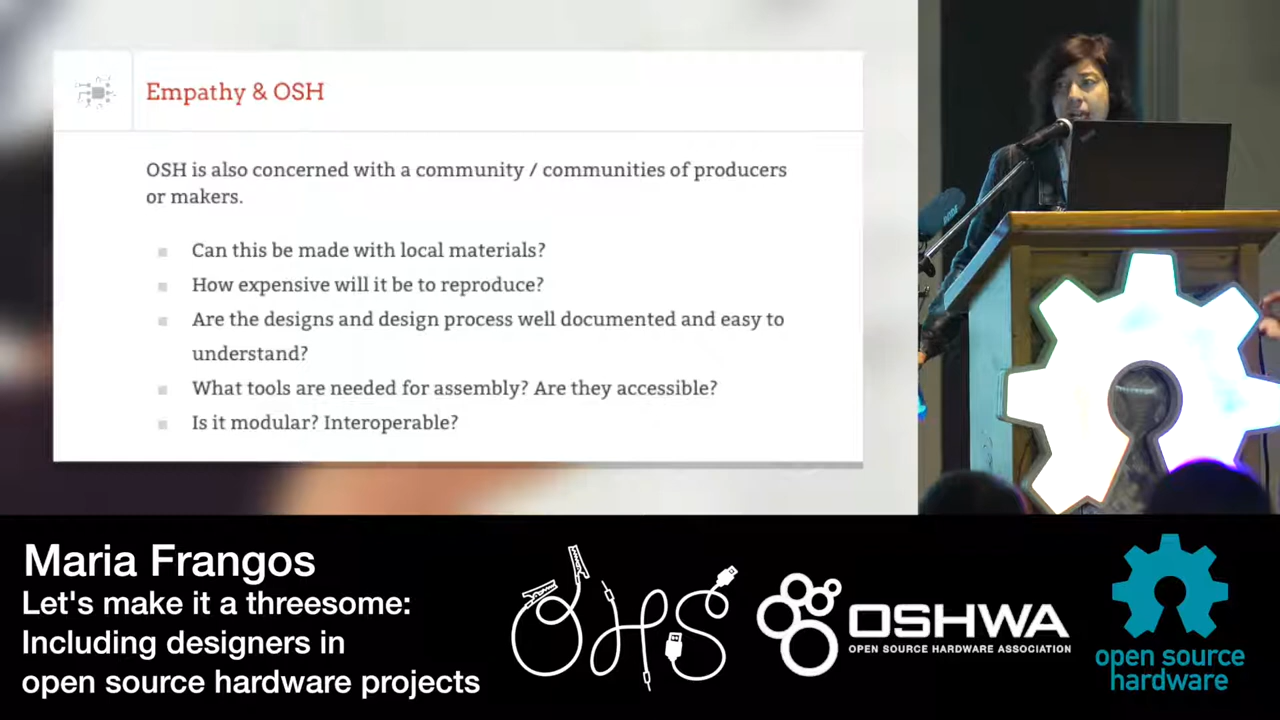 Empathy & OSH
OSH is also concerned with a community / communities of producers
or makers.
Can this be made with local materials?
How expensive will it be to reproduce?
Are the designs and design process well documented and easy to
understand?
What tools are needed for assembly? Are they accessible?
Is it modular? Interoperable?
RODE
Maria Frangos
Let's make it a threesome:
Including designers in
open source hardware projects
OHS
OSHWA
OPEN SOURCE HARDWARE ASSOCIATION
open source
hardware